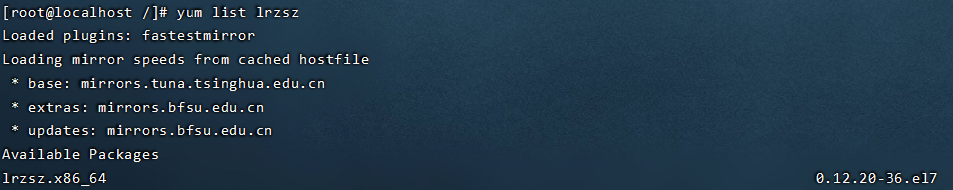 [root@localhost /]# yum list lrzsz
Loaded plugins: fastestmirror
Loading mirror speeds from cached hostfile
 * base: mirrors.tuna.tsinghua.edu.cn
 * extras: mirrors.bfsu.edu.cn
 * updates: mirrors.bfsu.edu.cn
Available Packages
lrzsz.x86_64 0.12.20-36.el7